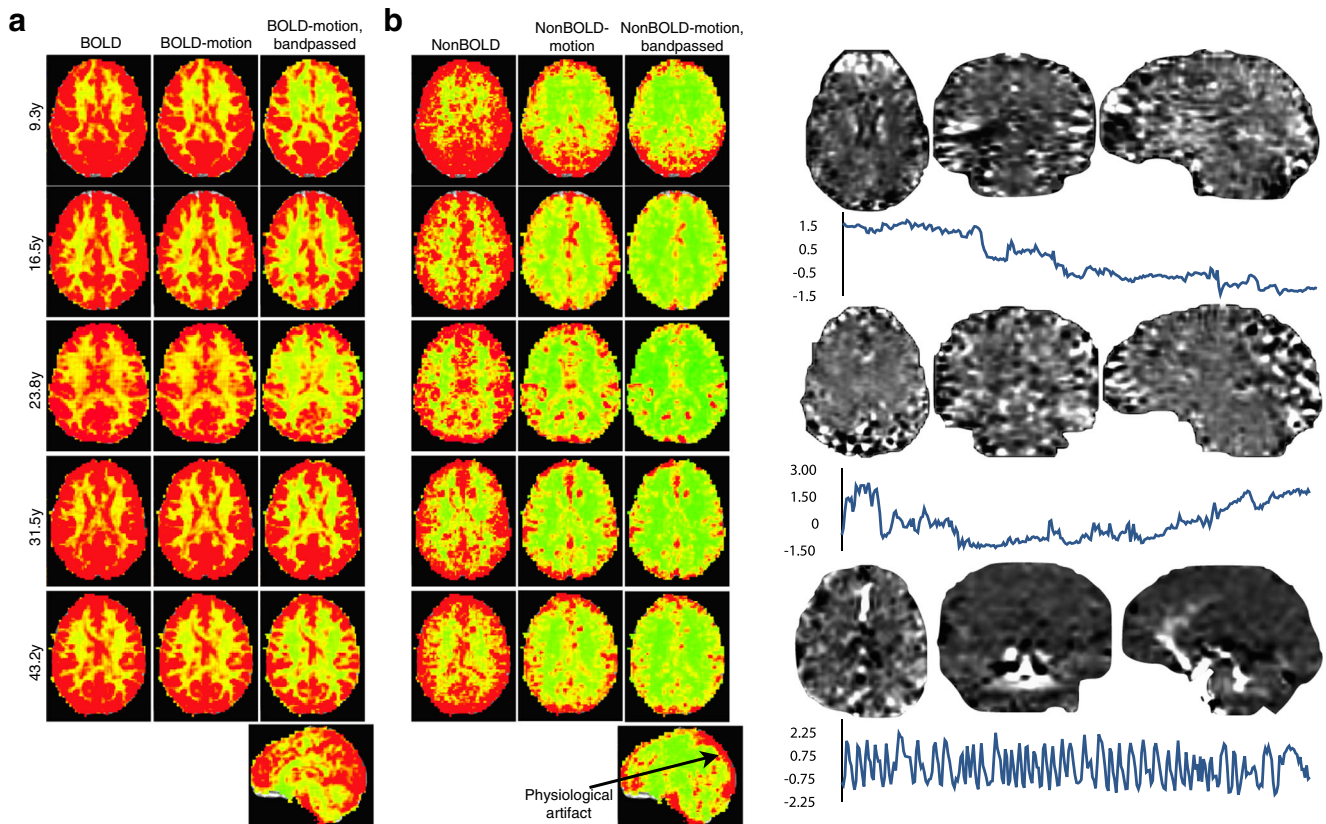 a
BOLD
BOLD-motion
BOLD-motion,
bandpassed
9.3y
16.5y
23.8y
31.5y
43.2y
b
NonBOLD
NonBOLD-
motion
NonBOLD-motion,
bandpassed
Physiological
artifact
1.5
0.5
-0.5
-1.5
3.00
1.50
0
-1.50
2.25
0.75
-0.75
-2.25